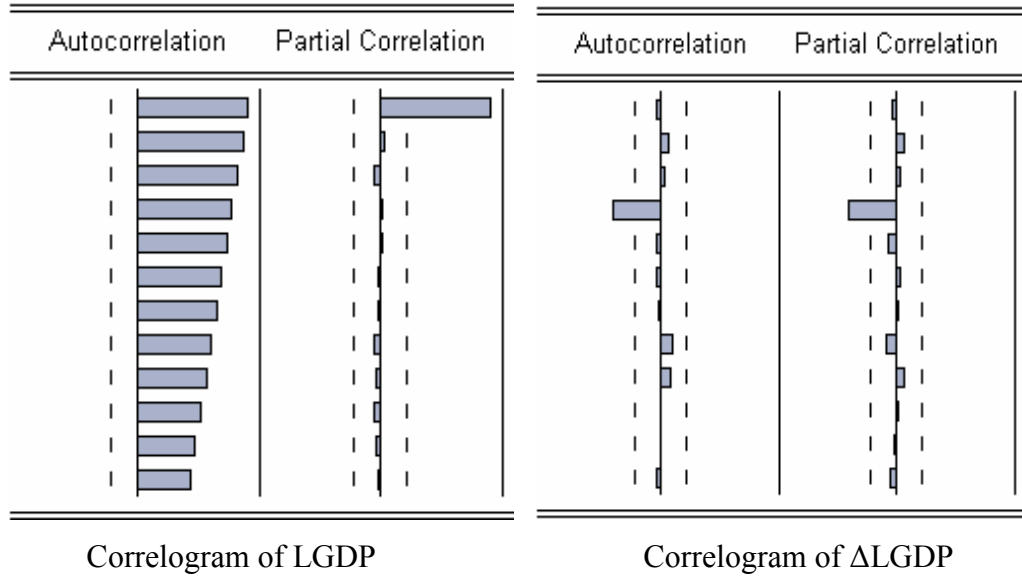 Autocorrelation Partial Correlation
Autocorrelation Partial Correlation
Correlogram of LGDP
Correlogram of ΔLGDP